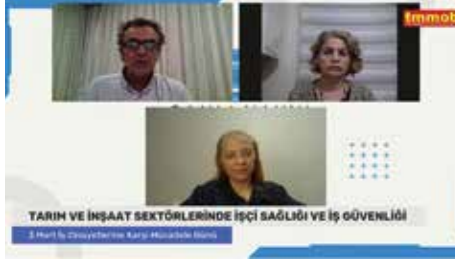 tmmob
TARIM VE İNŞAAT SEKTÖRLERİNDE İŞÇİ SAĞLIĞI VE İŞ GÜVENLİĞİ
3 Mart İş Cinayetlerine Karşı Mücadele Günü